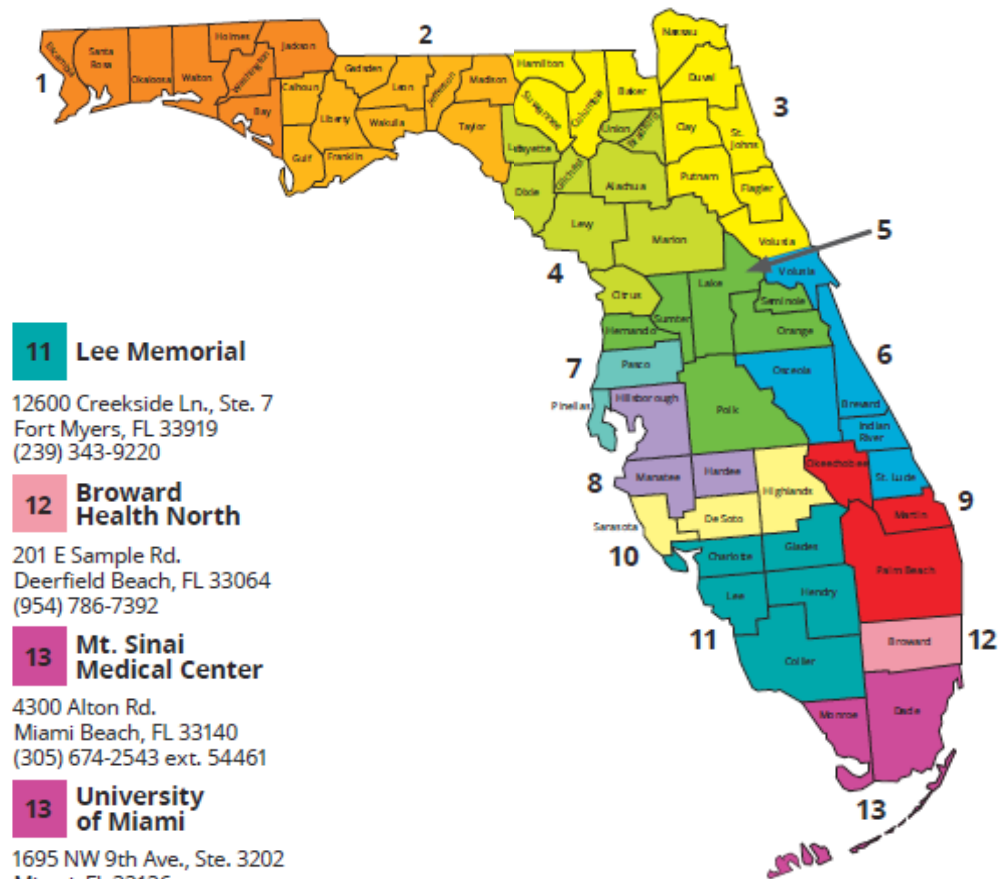 1
2
3
4
5
6
7
8
9
10
11
12
13
Escambia
Santa
Rosa
Okaloosa
Walton
Holmes
Washington
Jackson
Bay
Calhoun
Gulf
Gadsden
Liberty
Franklin
Leon
Wakulla
Jefferson
Madison
Taylor
Hamilton
Suwannee
Columbia
Baker
Nassau
Duval
Clay
St.
Johns
Putnam
Flagler
Volusia
Union
Bradford
Lafayette
Gilchrist
Dixie
Alachua
Levy
Marion
Citrus
Volusia
Lake
Sumter
Seminole
Orange
Hernando
Pasco
Pinellas
Hillsborough
Polk
Osceola
Brevard
Indian
River
Manatee
Hardee
Highlands
Okeechobee
St. Lucie
Sarasota
De Soto
Martin
Charlotte
Glades
Palm Beach
Lee
Hendry
Collier
Broward
Monroe
Dade
11 Lee Memorial
12600 Creekside Ln., Ste. 7
Fort Myers, FL 33919
(239) 343-9220
12 Broward
Health North
201 E Sample Rd.
Deerfield Beach, FL 33064
(954) 786-7392
13 Mt. Sinai
Medical Center
4300 Alton Rd.
Miami Beach, FL 33140
(305) 674-2543 ext. 54461
13 University
of Miami
1695 NW 9th Ave., Ste. 3202